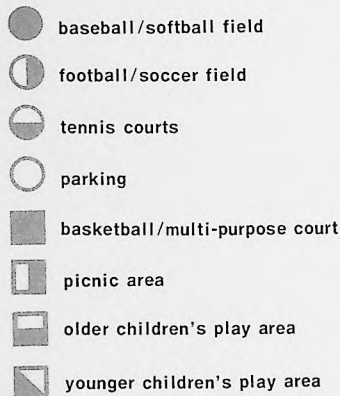 baseball/softball field
football/soccer field
tennis courts
parking
basketball/multi-purpose court
picnic area
older children's play area
younger children's play area